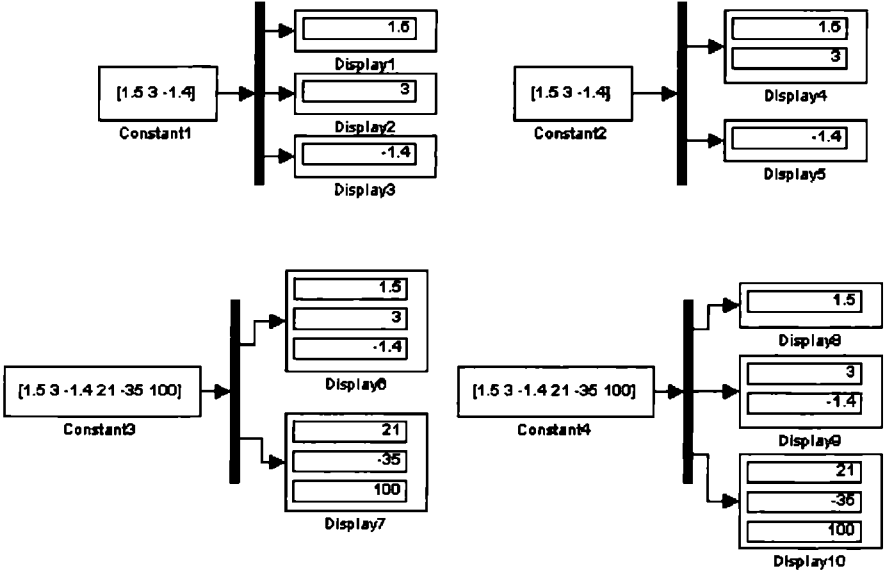 1.5
Display1
[1.5 3 -1.4]
Constant1
3
Display2
-1.4
Display3
1.5
3
Display4
[1.5 3 -1.4]
Constant2
-1.4
Display5
1.5
3
-1.4
Display6
[1.5 3 -1.4 21 -35 100]
Constant3
21
-35
100
Display7
1.5
Display8
[1.5 3 -1.4 21 -35 100]
Constant4
3
-1.4
Display9
21
-35
100
Display10